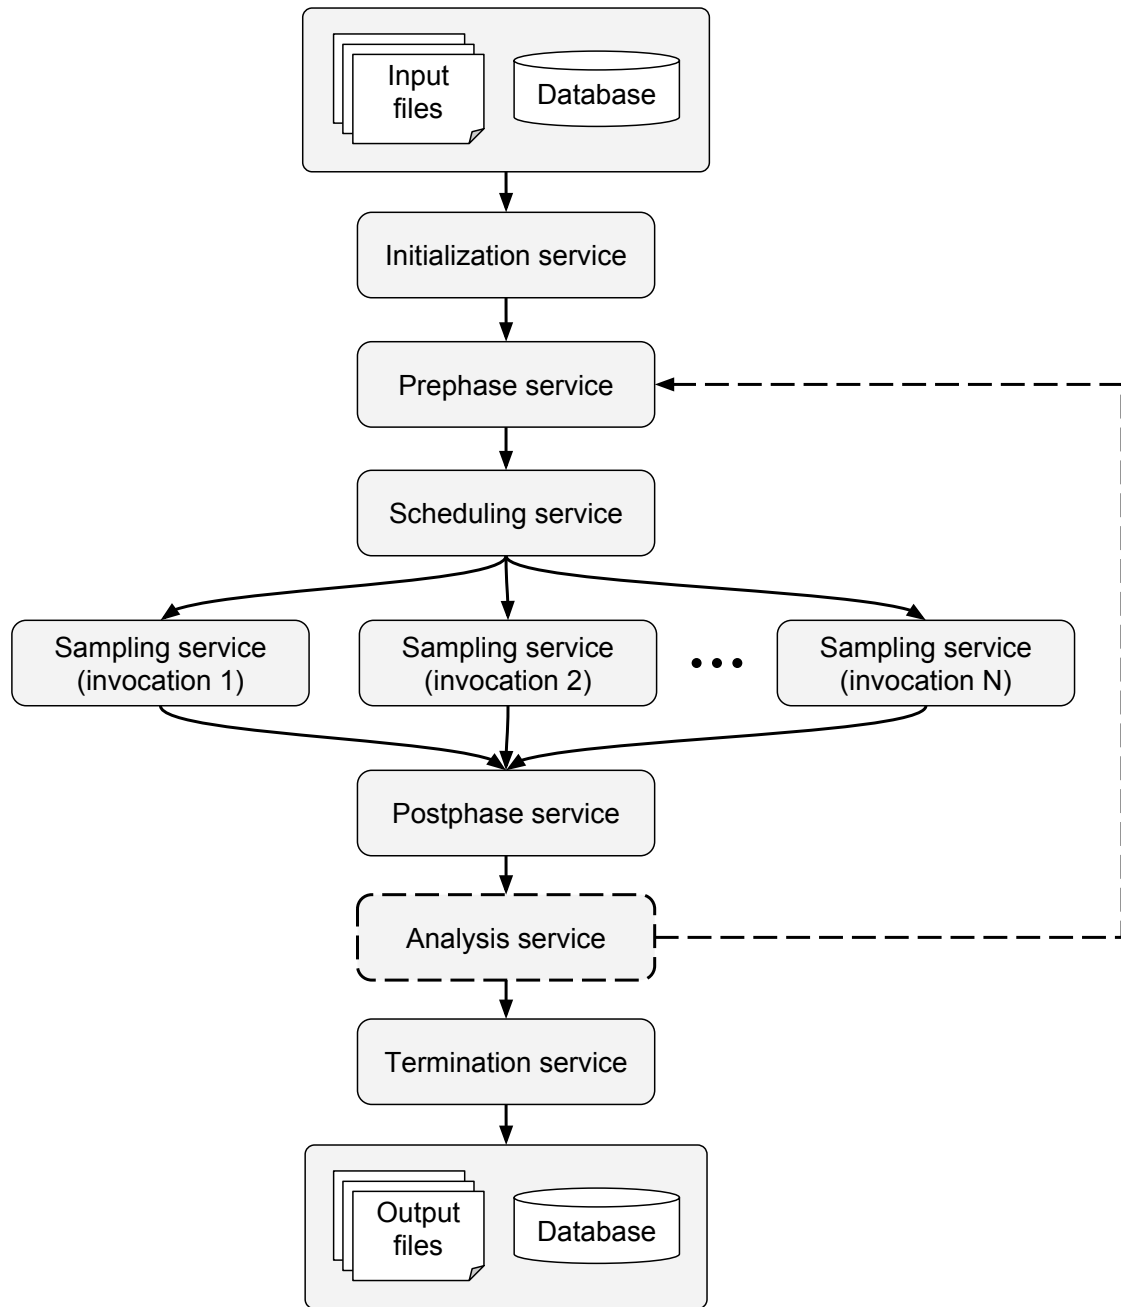 Input
files
Database
Initialization service
Prephase service
Scheduling service
Sampling service
(invocation 1)
Sampling service
(invocation 2)
Sampling service
(invocation N)
Postphase service
Analysis service
Termination service
Output
files
Database